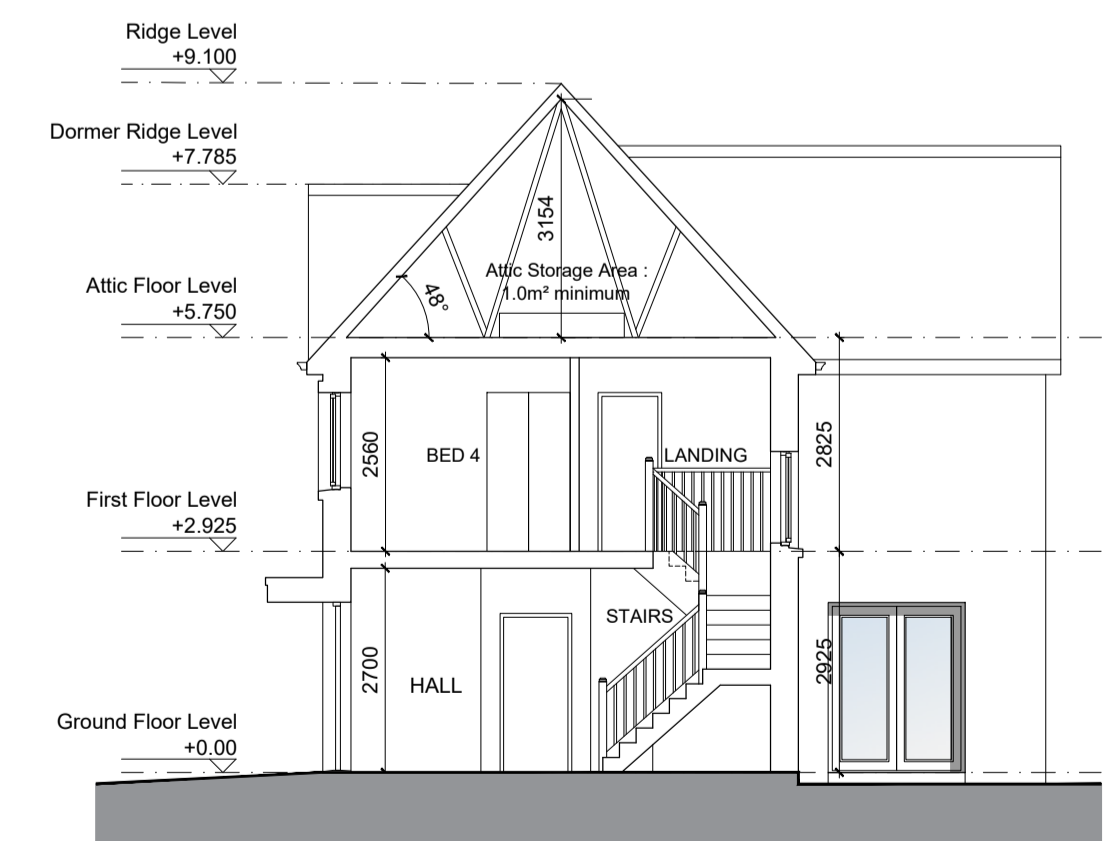 Ridge Level
+9.100
Dormer Ridge Level
+7.785
3154
Attic Storage Area :
1.0m² minimum
48°
Attic Floor Level
+5.750
2560
BED 4
LANDING
2825
First Floor Level
+2.925
STAIRS
2700
HALL
2925
Ground Floor Level
+0.00